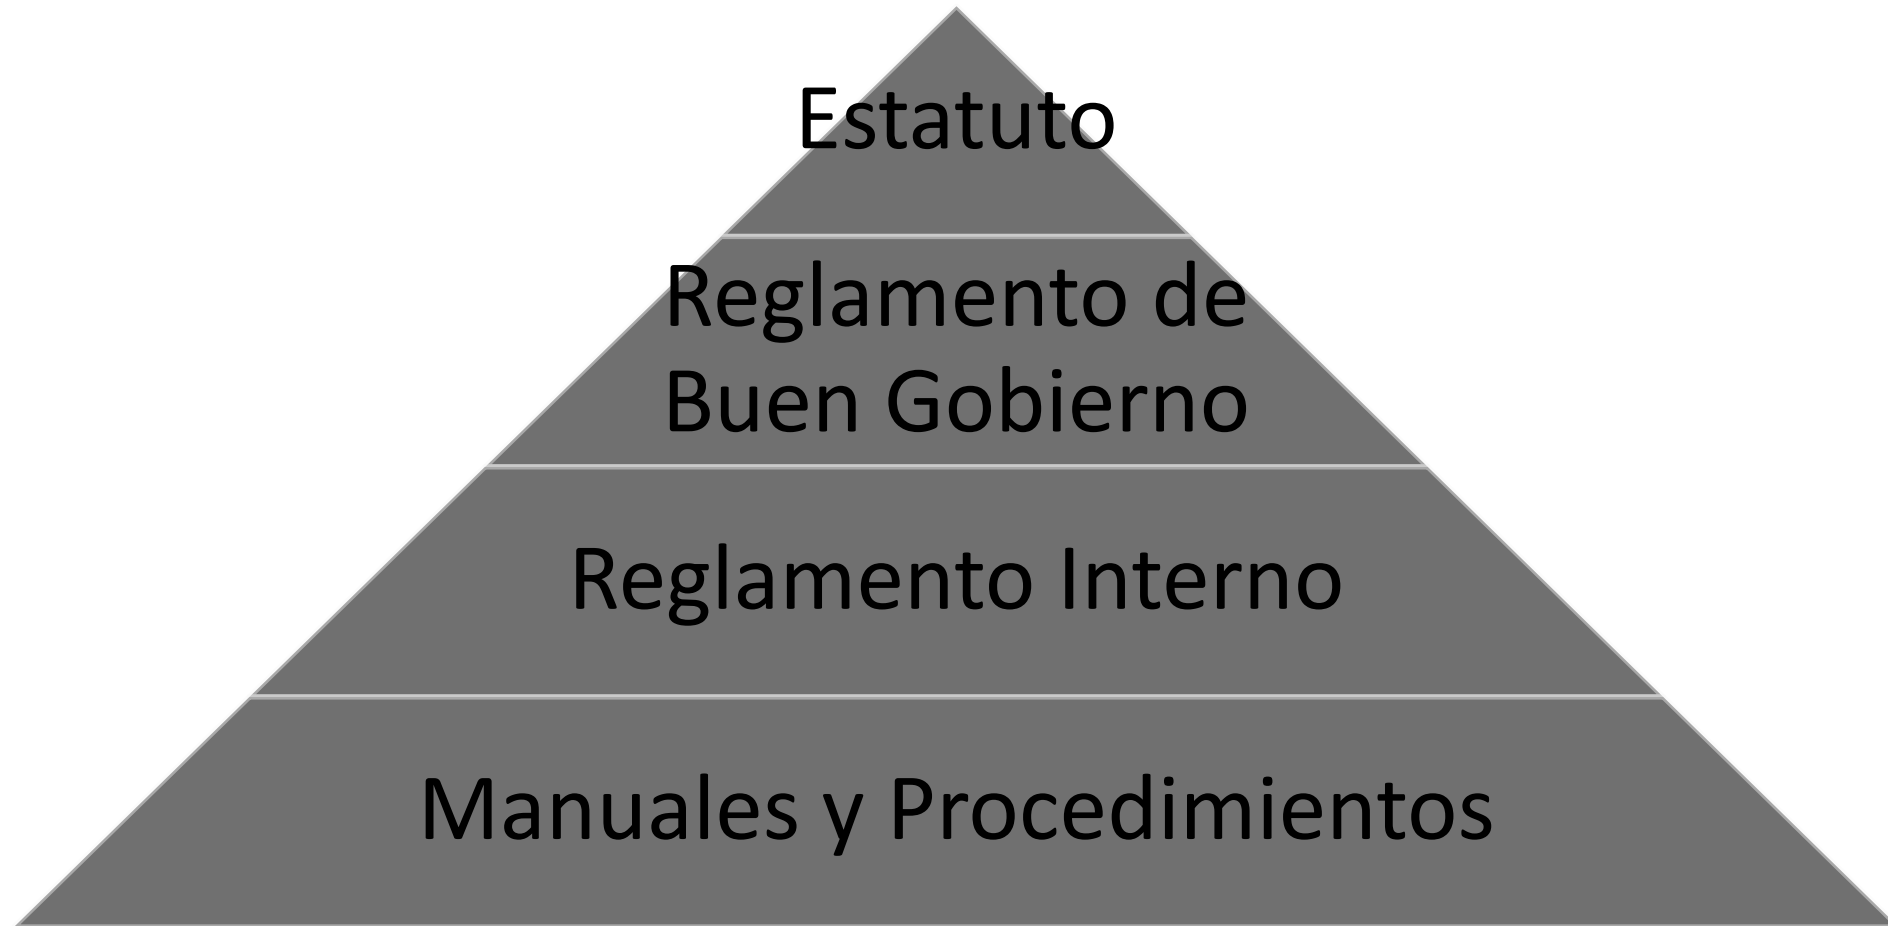 Estatuto
Reglamento de
Buen Gobierno
Reglamento Interno
Manuales y Procedimientos